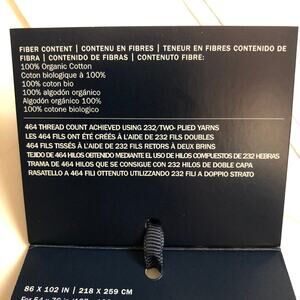 FIBER CONTENT | CONTENU EN FIBRES | TENEUR EN FIBRES CONTENIDO DE
FIBRA | CONTENIDO DE FIBRAS | CONTENUTO FIBRE:
100% Organic Cotton
Coton biologique à 100%
100% coton bio
100% algodón orgánico
Algodón orgánico 100%
100% cotone biologico
464 THREAD COUNT ACHIEVED USING 232/TWO- PLIED YARNS
LES 464 FILS ONT ÉTÉ CRÉÉS À L'AIDE DE 232 FILS DOUBLES
464 FILS TISSÉS À L'AIDE DE 232 FILS RETORS À DEUX BRINS
TEJIDO DE 464 HILOS OBTENIDO MEDIANTE EL USO DE HILOS COMPUESTOS DE 232 HEBRAS
TRAMA DE 464 HILOS QUE SE CONSIGUE CON 232 HILOS DE DOBLE CAPA
RASATELLO A 464 FILI OTTENUTO UTILIZZANDO 232 FILI A DOPPIO STRATO
86 X 102 IN | 218 X 259 CM